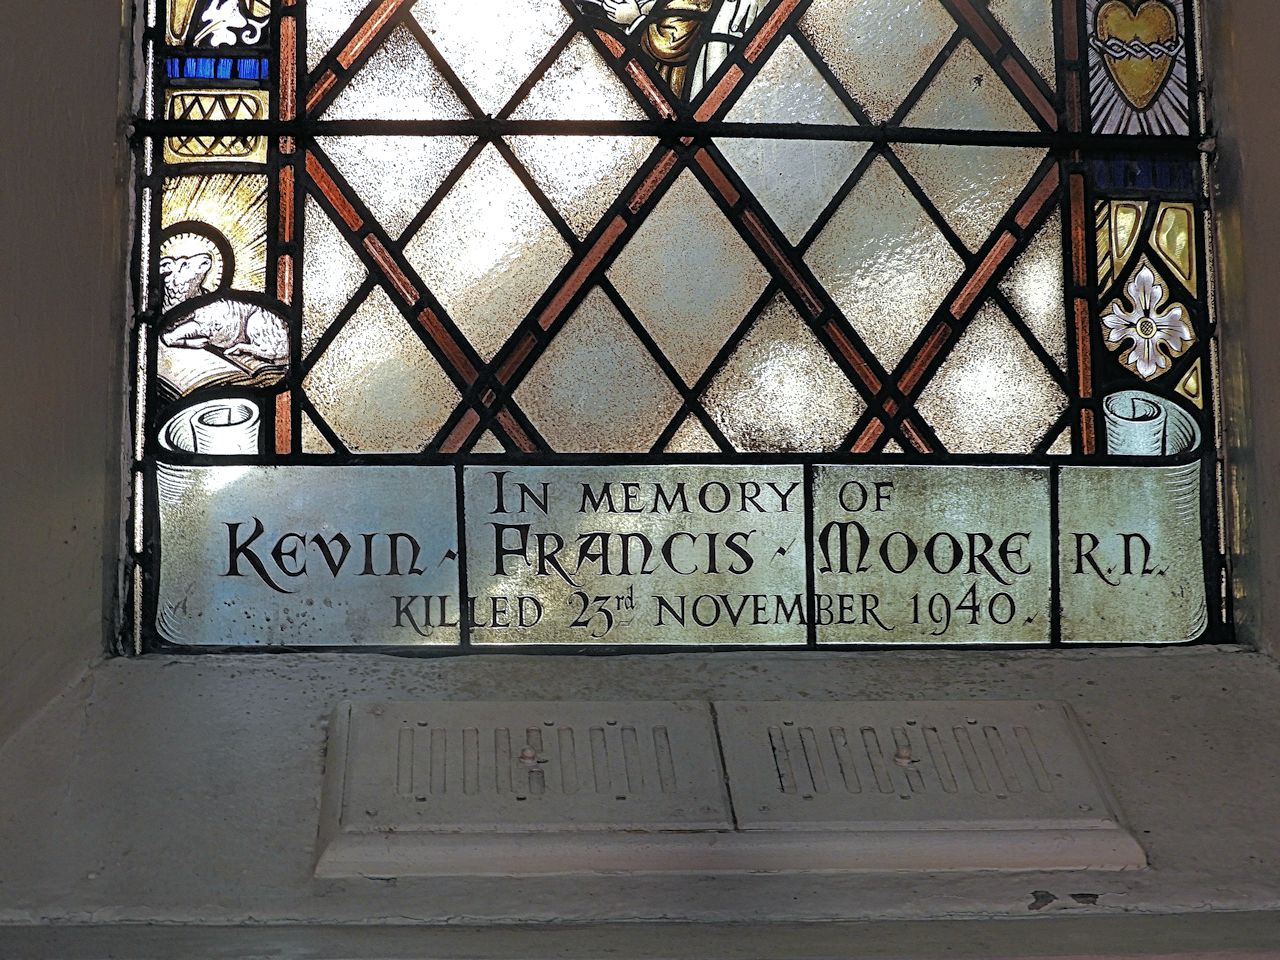 IN MEMORY OF
KEVIN · FRANCIS · MOORE R.N.
KILLED 23rd NOVEMBER 1940.